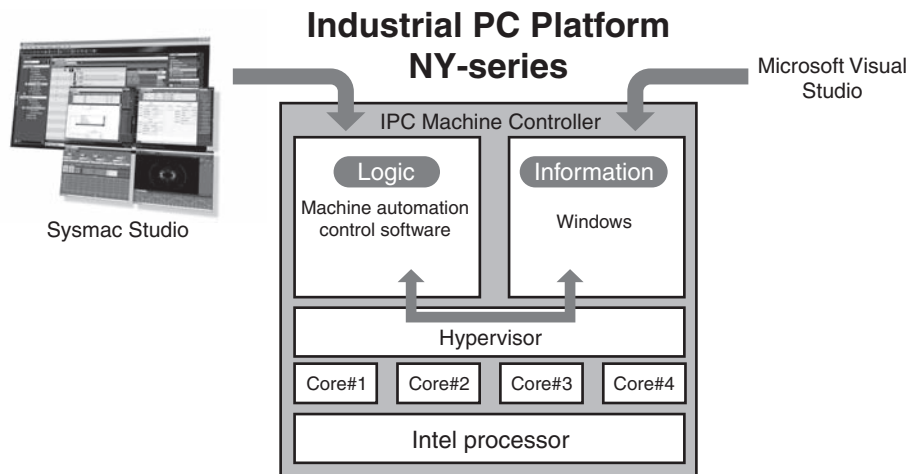 Industrial PC Platform
NY-series
Microsoft Visual
Studio
Sysmac Studio
IPC Machine Controller
Logic
Machine automation
control software
Information
Windows
Hypervisor
Core#1
Core#2
Core#3
Core#4
Intel processor